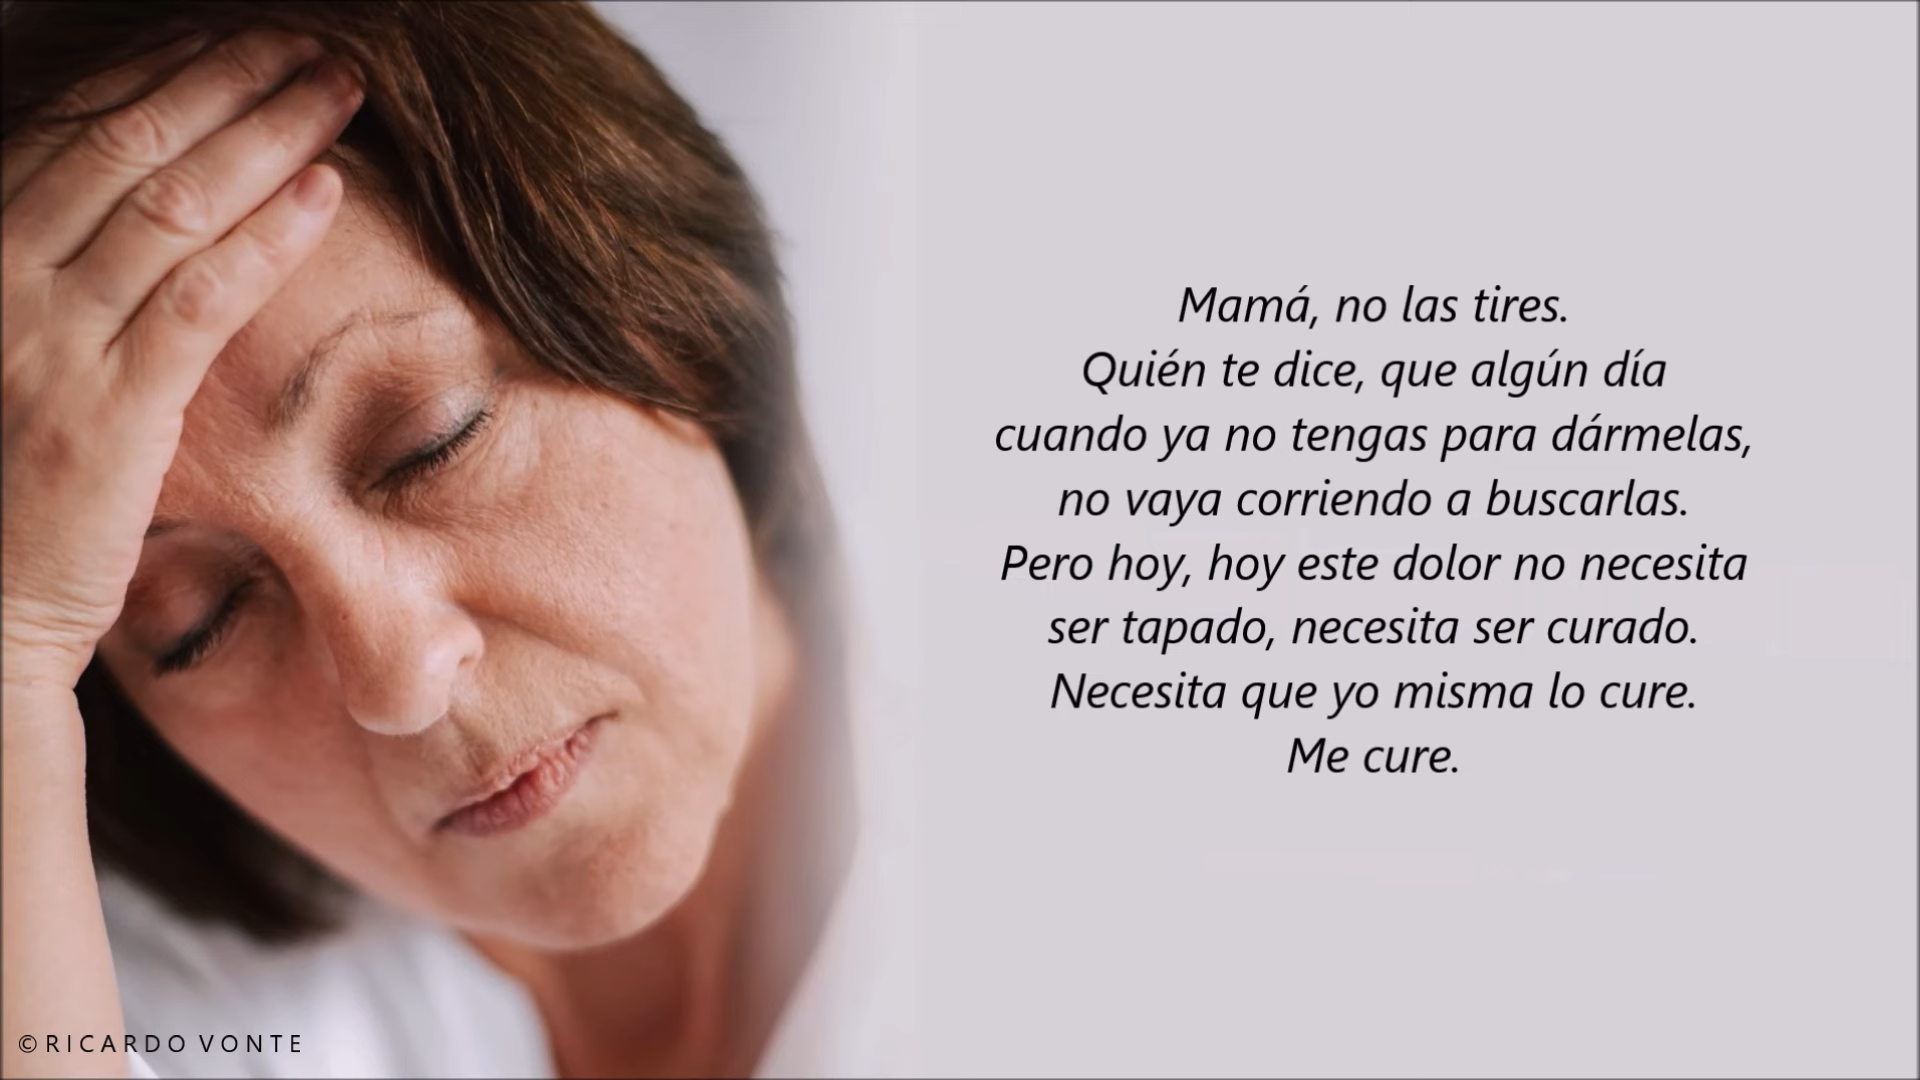 Mamá, no las tires.
Quién te dice, que algún día
cuando ya no tengas para dármelas,
no vaya corriendo a buscarlas.
Pero hoy, hoy este dolor no necesita
ser tapado, necesita ser curado.
Necesita que yo misma lo cure.
Me cure.
©RICARDO VONTE